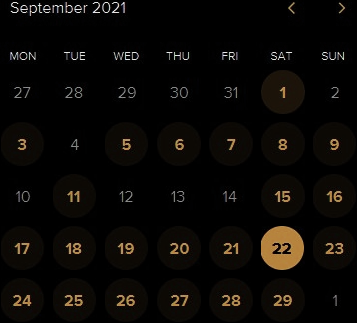 September 2021 < >
MON TUE WED THU FRI SAT SUN
27 28 29 30 31 1 2
3 4 5 6 7 8 9
10 11 12 13 14 15 16
17 18 19 20 21 22 23
24 25 26 27 28 29 1